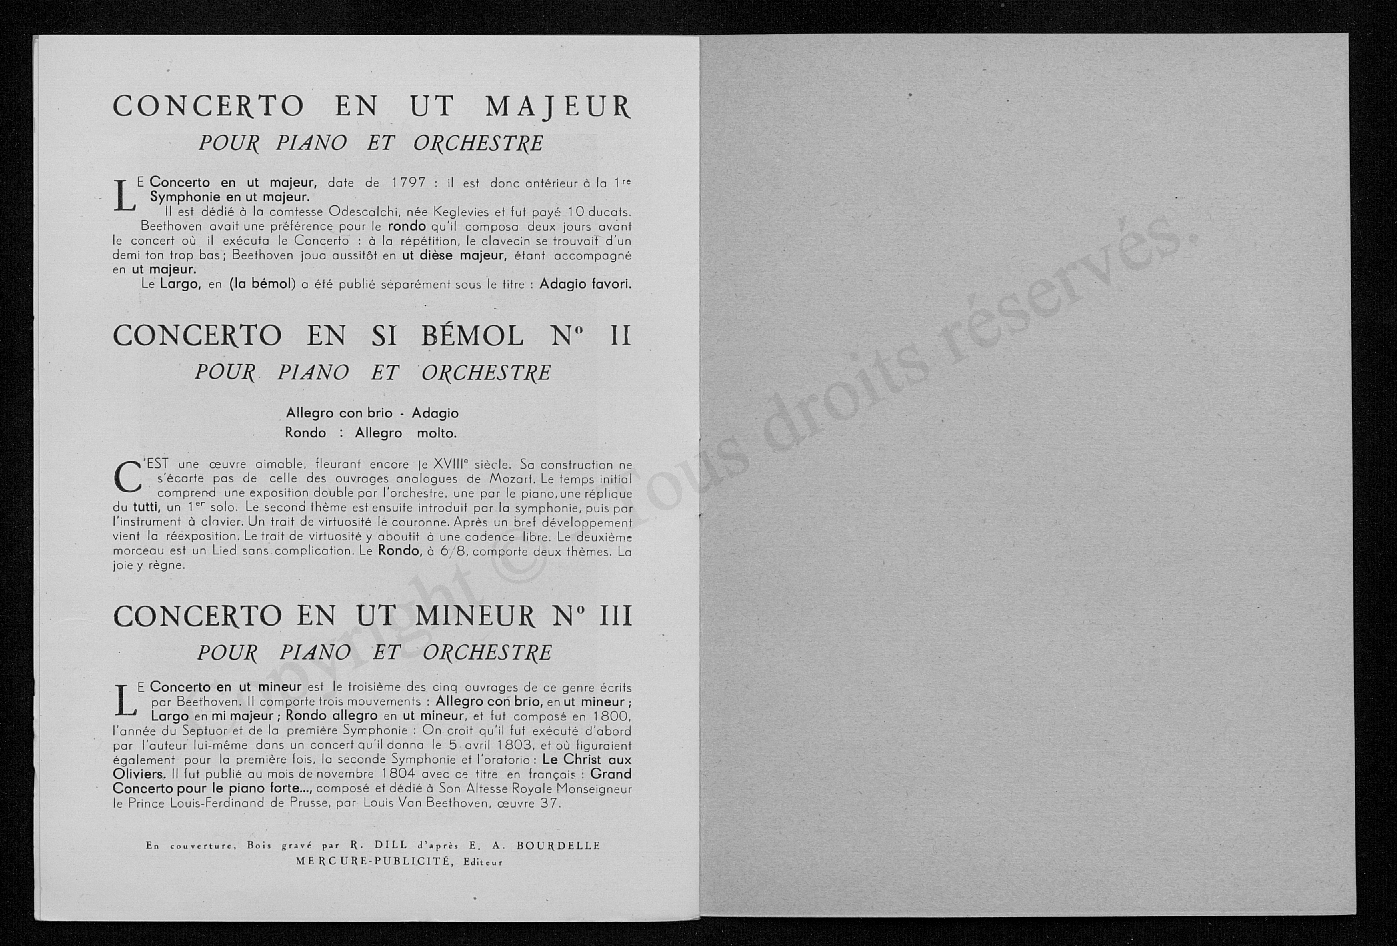 CONCERTO EN UT MAJEUR
POUR PIANO ET ORCHESTRE
LE Concerto en ut majeur, date de 1797 : il est donc antérieur à la 1re
Symphonie en ut majeur.
Il est dédié à la comtesse Odescalchi, née Keglevies et fut payé 10 ducats.
Beethoven avait une préférence pour le rondo qu'il composa deux jours avant
le concert où il exécuta le Concerto : à la répétition, le clavecin se trouvait d'un
demi ton trop bas ; Beethoven joua aussitôt en ut dièse majeur, étant accompagné
en ut majeur.
Le Largo, en (la bémol) a été publié séparément sous le titre : Adagio favori.
CONCERTO EN SI BÉMOL No II
POUR PIANO ET ORCHESTRE
Allegro con brio - Adagio
Rondo : Allegro molto.
C'EST une œuvre aimable, fleurant encore le XVIIIe siècle. Sa construction ne
s'écarte pas de celle des ouvrages analogues de Mozart. Le temps initial
comprend une exposition double par l'orchestre, une par le piano, une réplique
du tutti, un 1er solo. Le second thème est ensuite introduit par la symphonie, puis par
l'instrument à clavier. Un trait de virtuosité le couronne. Après un bref développement
vient la réexposition. Le trait de virtuosité y aboutit à une cadence libre. Le deuxième
morceau est un Lied sans complication. Le Rondo, à 6/8, comporte deux thèmes. La
joie y règne.
CONCERTO EN UT MINEUR No III
POUR PIANO ET ORCHESTRE
LE Concerto en ut mineur est le troisième des cinq ouvrages de ce genre écrits
par Beethoven. Il comporte trois mouvements : Allegro con brio, en ut mineur ;
Largo en mi majeur ; Rondo allegro en ut mineur, et fut composé en 1800,
l'année du Septuor et de la première Symphonie : On croit qu'il fut exécuté d'abord
par l'auteur lui-même dans un concert qu'il donna le 5 avril 1803, et où figuraient
également pour la première fois, la seconde Symphonie et l'oratorio : Le Christ aux
Oliviers. Il fut publié au mois de novembre 1804 avec ce titre en français : Grand
Concerto pour le piano forte..., composé et dédié à Son Altesse Royale Monseigneur
le Prince Louis-Ferdinand de Prusse, par Louis Van Beethoven, œuvre 37.
En couverture, Bois gravé par R. DILL d'après E. A. BOURDELLE
MERCURE-PUBLICITÉ, Editeur
Copyright © Tous droits réservés.